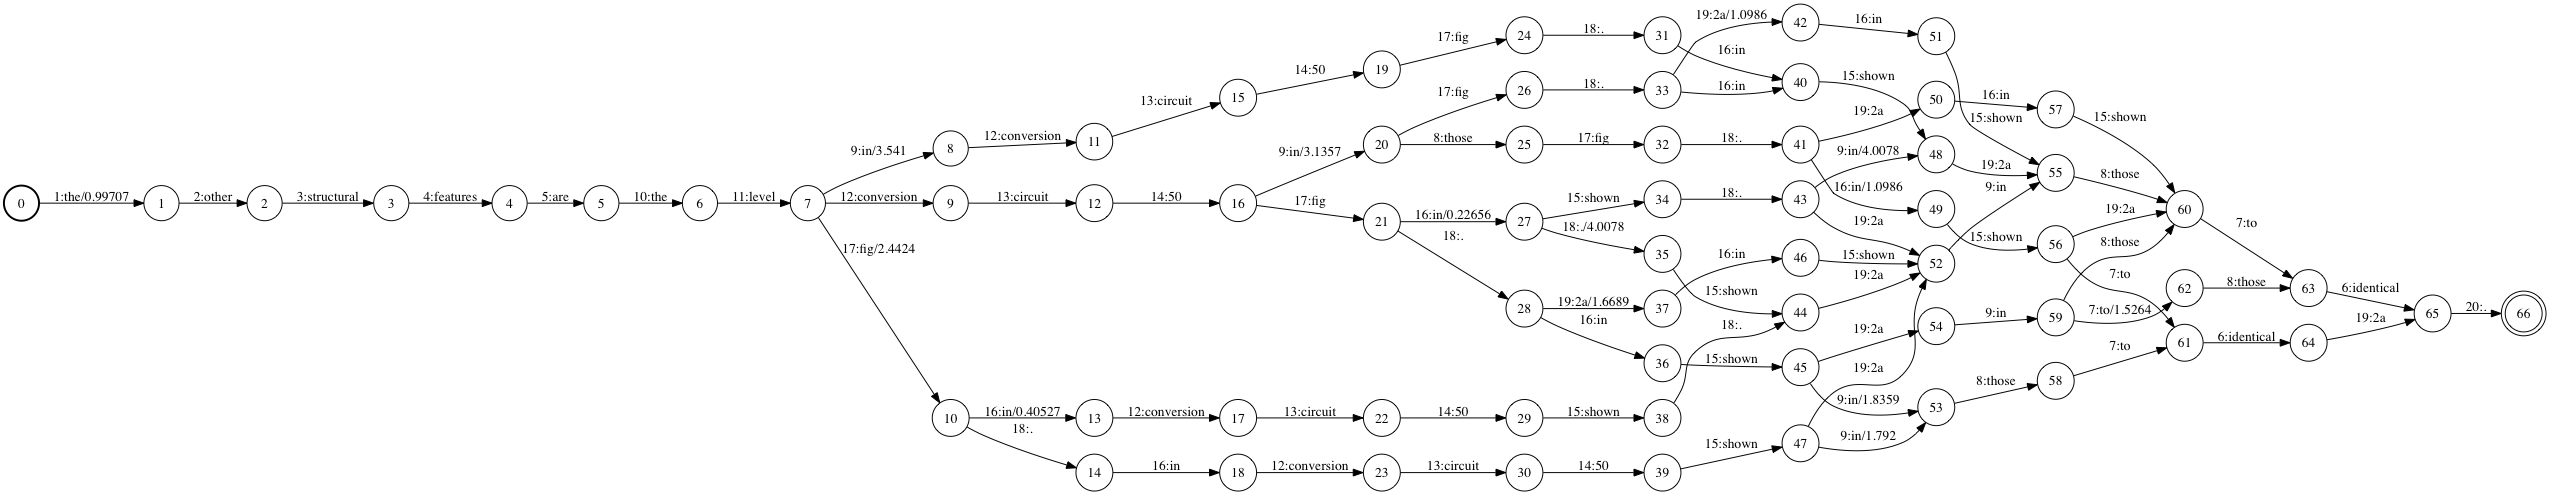 0 1:the/0.99707 1 2:other 2 3:structural 3 4:features 4 5:are 5 10:the 6 11:level 7
9:in/3.541 8 12:conversion 11 13:circuit 15 14:50 19 17:fig 24 18:. 31 16:in 40 15:shown 48 19:2a 55 8:those 60 7:to 63 6:identical 65 20:. 66
12:conversion 9 13:circuit 12 14:50 16
9:in/3.1357 20 17:fig 26 18:. 33 19:2a/1.0986 42 16:in 51 15:shown
16:in
8:those 25 17:fig 32 18:. 41 19:2a 50 16:in 57 15:shown
16:in/1.0986 49 15:shown 56 19:2a
7:to 61 6:identical 64 19:2a
17:fig 21 16:in/0.22656 27 15:shown 34 18:. 43 9:in/4.0078
19:2a 52 9:in
18:./4.0078 35 15:shown 44 19:2a
18:. 28 19:2a/1.6689 37 16:in 46 15:shown
16:in 36 15:shown 45 19:2a 54 9:in 59 8:those
7:to/1.5264 62 8:those
9:in/1.8359 53 8:those 58 7:to
17:fig/2.4424 10 16:in/0.40527 13 12:conversion 17 13:circuit 22 14:50 29 15:shown 38 18:.
18:. 14 16:in 18 12:conversion 23 13:circuit 30 14:50 39 15:shown 47 19:2a
9:in/1.792